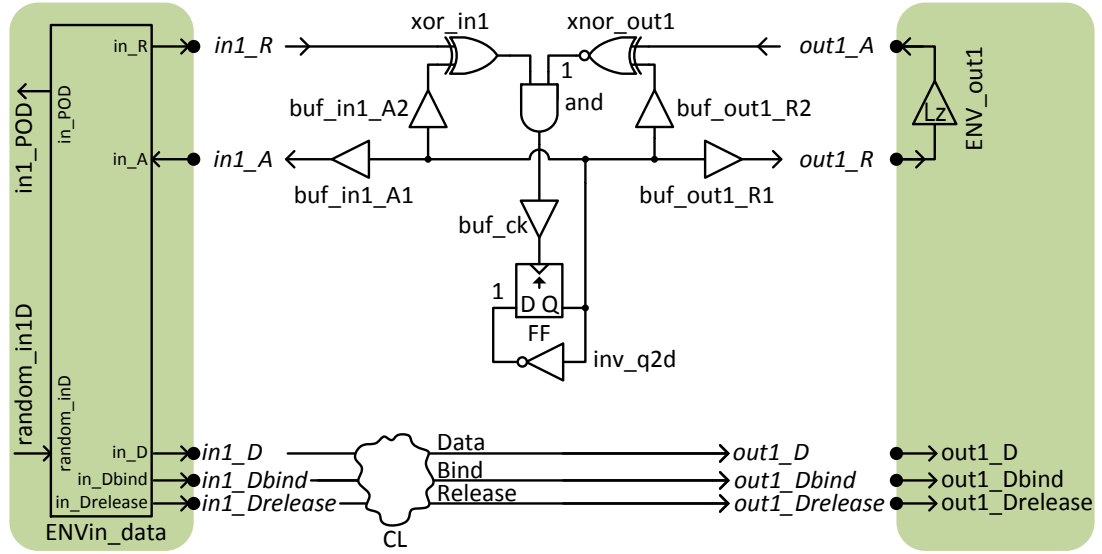 xor_in1
xnor_out1
in_R
in1_R
out1_A
in_POD
in1_POD
1
and
buf_in1_A2
buf_out1_R2
Lz
ENV_out1
in_A
in1_A
out1_R
buf_in1_A1
buf_out1_R1
buf_ck
1
D Q
FF
inv_q2d
random_in1D
random_inD
in_D
in1_D
Data
out1_D
out1_D
in_Dbind
in1_Dbind
Bind
out1_Dbind
out1_Dbind
in_Drelease
in1_Drelease
Release
out1_Drelease
out1_Drelease
ENVin_data
CL